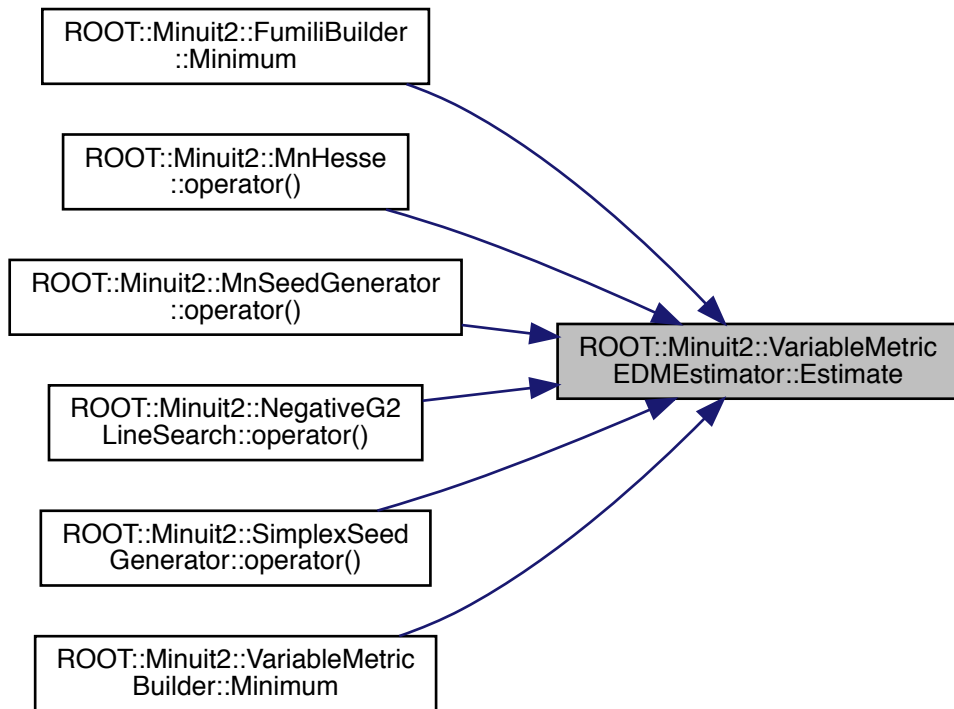 ROOT::Minuit2::FumiliBuilder
::Minimum
ROOT::Minuit2::MnHesse
::operator()
ROOT::Minuit2::MnSeedGenerator
::operator()
ROOT::Minuit2::VariableMetric
EDMEstimator::Estimate
ROOT::Minuit2::NegativeG2
LineSearch::operator()
ROOT::Minuit2::SimplexSeed
Generator::operator()
ROOT::Minuit2::VariableMetric
Builder::Minimum